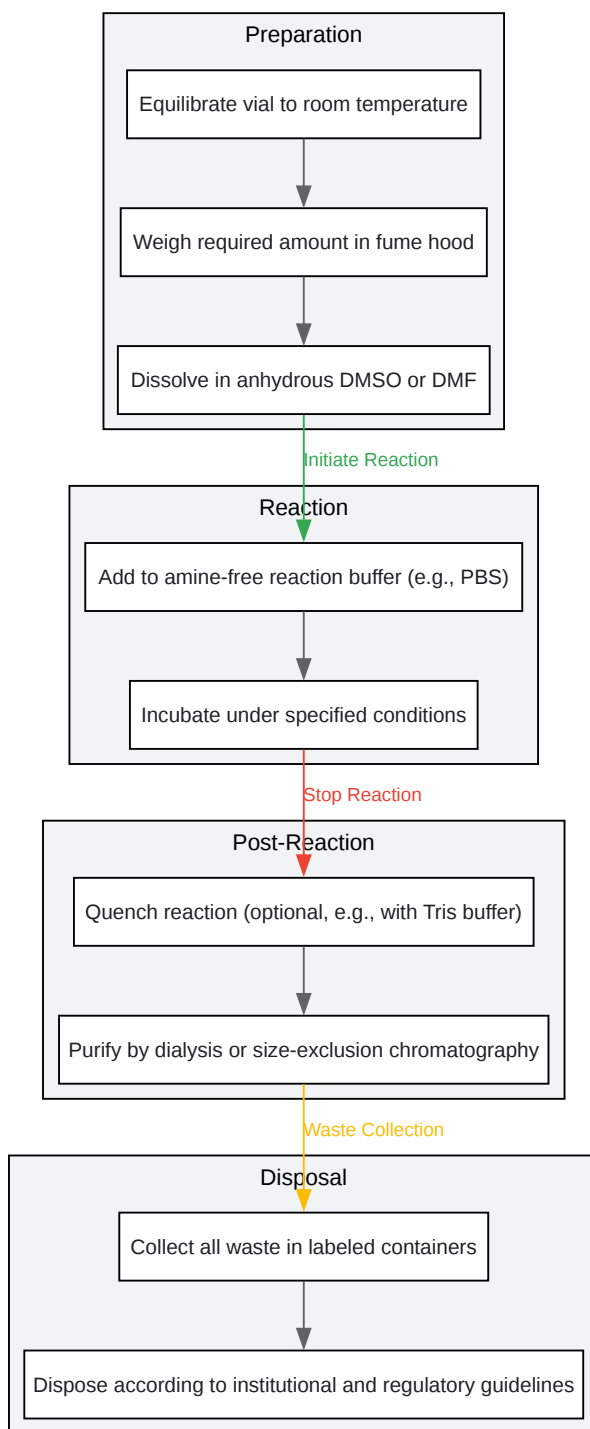 Preparation
Equilibrate vial to room temperature
Weigh required amount in fume hood
Dissolve in anhydrous DMSO or DMF
Initiate Reaction
Reaction
Add to amine-free reaction buffer (e.g., PBS)
Incubate under specified conditions
Stop Reaction
Post-Reaction
Quench reaction (optional, e.g., with Tris buffer)
Purify by dialysis or size-exclusion chromatography
Waste Collection
Disposal
Collect all waste in labeled containers
Dispose according to institutional and regulatory guidelines